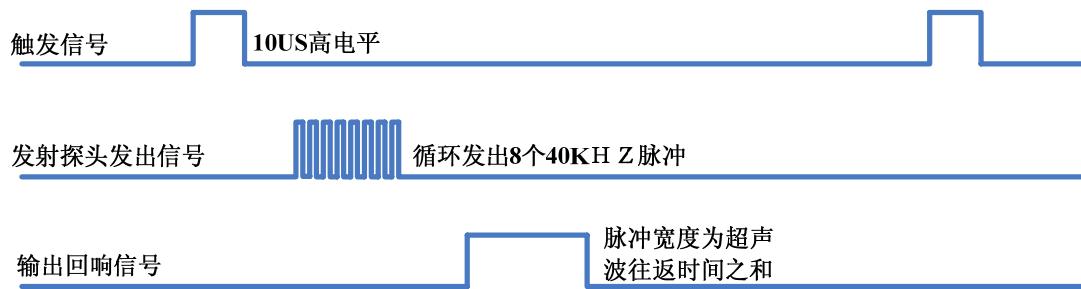 触发信号
10US高电平
发射探头发出信号
循环发出8个40KＨＺ脉冲
输出回响信号
脉冲宽度为超声
波往返时间之和